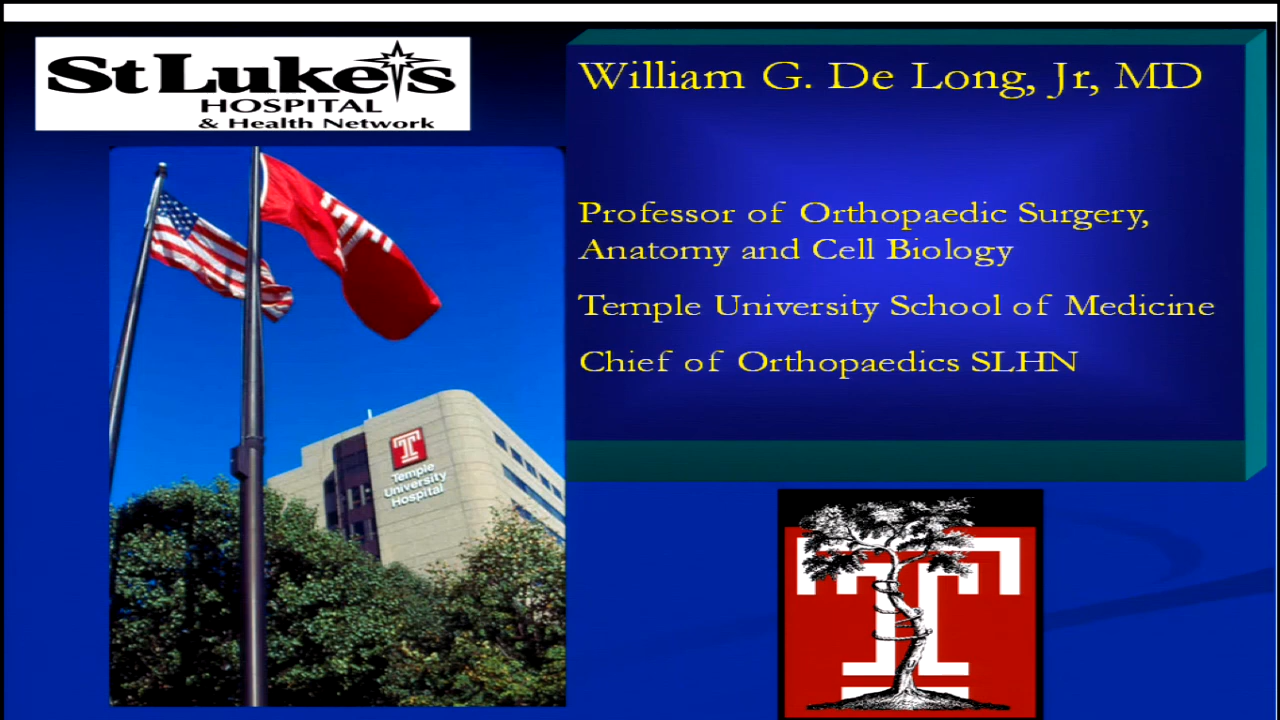 St Luke's
HOSPITAL
& Health Network
William G. De Long, Jr, MD
Professor of Orthopaedic Surgery,
Anatomy and Cell Biology
Temple University School of Medicine
Chief of Orthopaedics SLHN
T
Temple
University
Hospital